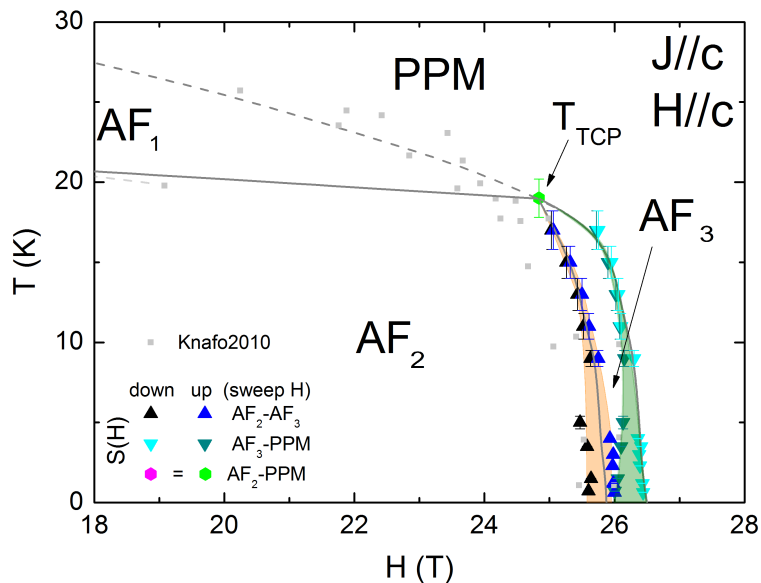 30
20
10
0
18
20
22
24
26
28
T (K)
H (T)
PPM
J//c
H//c
AF₁
T_TCP
AF₃
AF₂
Knafo2010
down up (sweep H)
S(H)
AF₂-AF₃
AF₃-PPM
= AF₂-PPM